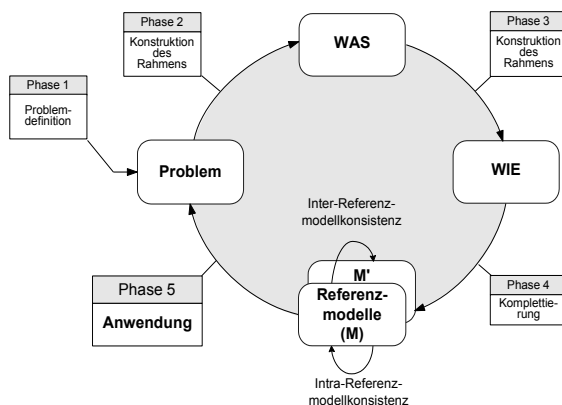 Phase 2
Konstruktion
des
Rahmens
WAS
Phase 3
Konstruktion
des
Rahmens
Phase 1
Problem-
definition
Problem
WIE
Inter-Referenz-
modellkonsistenz
M'
Referenz-
modelle
(M)
Phase 5
Anwendung
Phase 4
Komplettie-
rung
Intra-Referenz-
modellkonsistenz